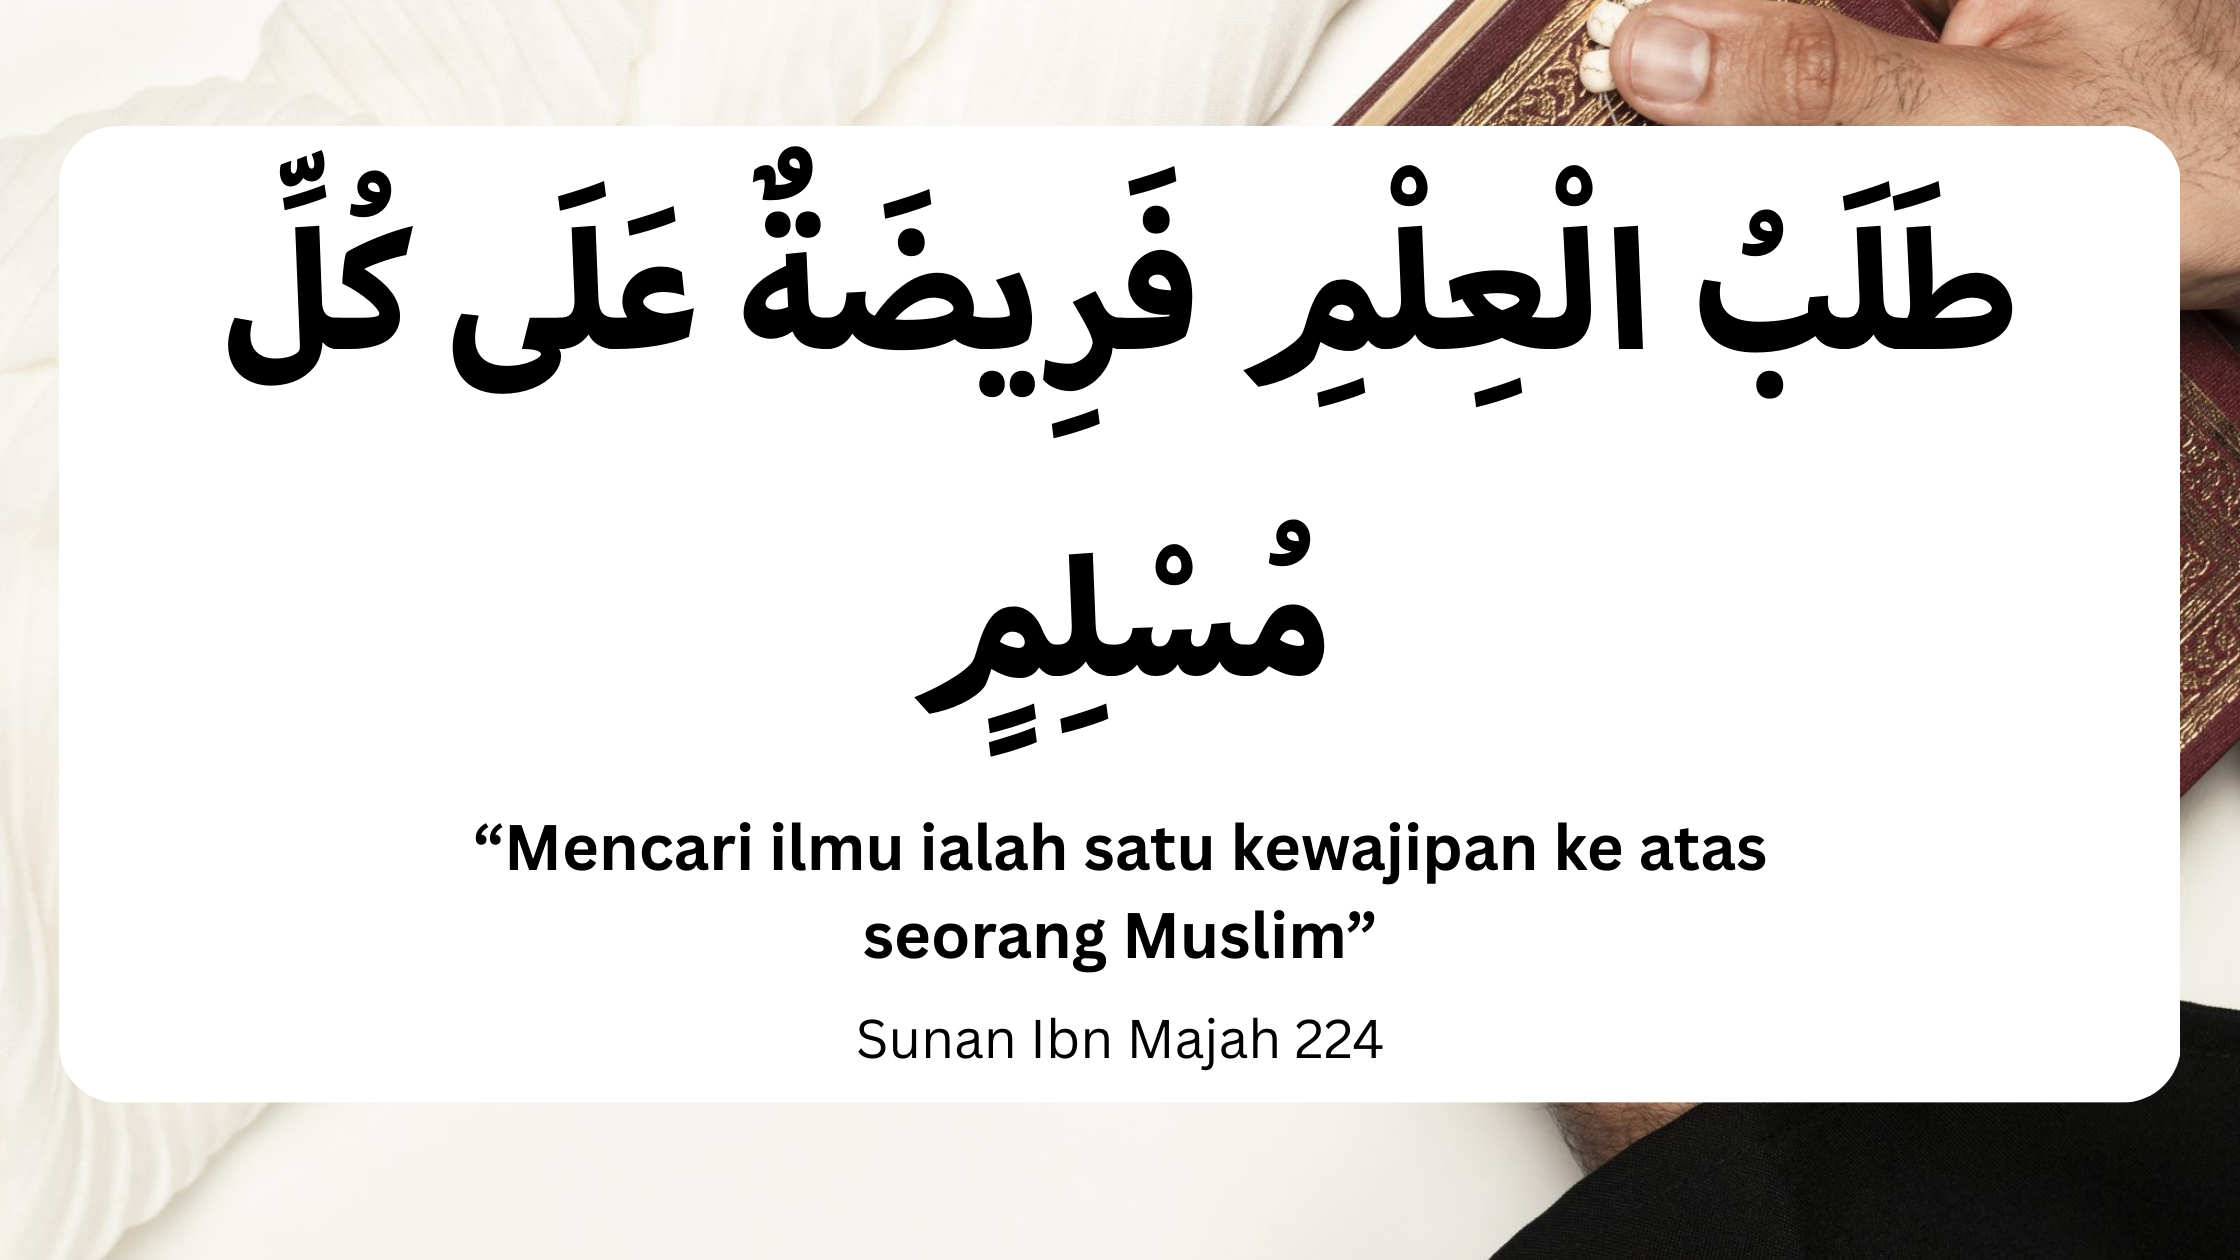 طَلَبُ الْعِلْمِ فَرِيضَةٌ عَلَى كُلِّ
مُسْلِمٍ
“Mencari ilmu ialah satu kewajipan ke atas
seorang Muslim”
Sunan Ibn Majah 224